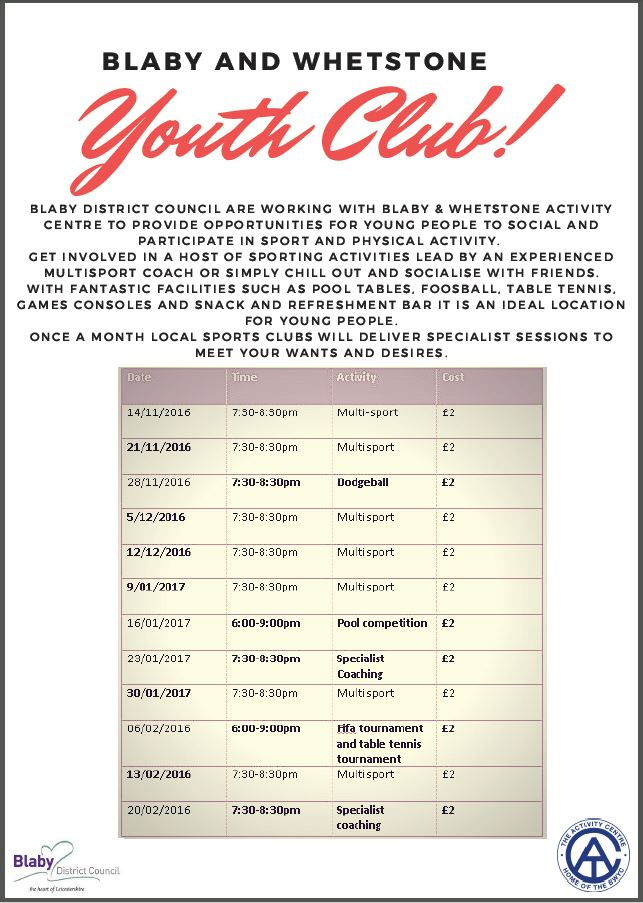 BLABY AND WHETSTONE
Youth Club!
BLABY DISTRICT COUNCIL ARE WORKING WITH BLABY & WHETSTONE ACTIVITY
CENTRE TO PROVIDE OPPORTUNITIES FOR YOUNG PEOPLE TO SOCIAL AND
PARTICIPATE IN SPORT AND PHYSICAL ACTIVITY.
GET INVOLVED IN A HOST OF SPORTING ACTIVITIES LEAD BY AN EXPERIENCED
MULTISPORT COACH OR SIMPLY CHILL OUT AND SOCIALISE WITH FRIENDS.
WITH FANTASTIC FACILITIES SUCH AS POOL TABLES, FOOSBALL, TABLE TENNIS,
GAMES CONSOLES AND SNACK AND REFRESHMENT BAR IT IS AN IDEAL LOCATION
FOR YOUNG PEOPLE.
ONCE A MONTH LOCAL SPORTS CLUBS WILL DELIVER SPECIALIST SESSIONS TO
MEET YOUR WANTS AND DESIRES.
Date Time Activity Cost
14/11/2016 7:30-8:30pm Multi-sport £2
21/11/2016 7:30-8:30pm Multisport £2
28/11/2016 7:30-8:30pm Dodgeball £2
5/12/2016 7:30-8:30pm Multisport £2
12/12/2016 7:30-8:30pm Multisport £2
9/01/2017 7:30-8:30pm Multisport £2
16/01/2017 6:00-9:00pm Pool competition £2
23/01/2017 7:30-8:30pm Specialist £2
Coaching
30/01/2017 7:30-8:30pm Multisport £2
06/02/2016 6:00-9:00pm Fifa tournament £2
and table tennis
tournament
13/02/2016 7:30-8:30pm Multisport £2
20/02/2016 7:30-8:30pm Specialist £2
coaching
Blaby District Council
the heart of Leicestershire
THE ACTIVITY CENTRE
HOME OF THE BWYC